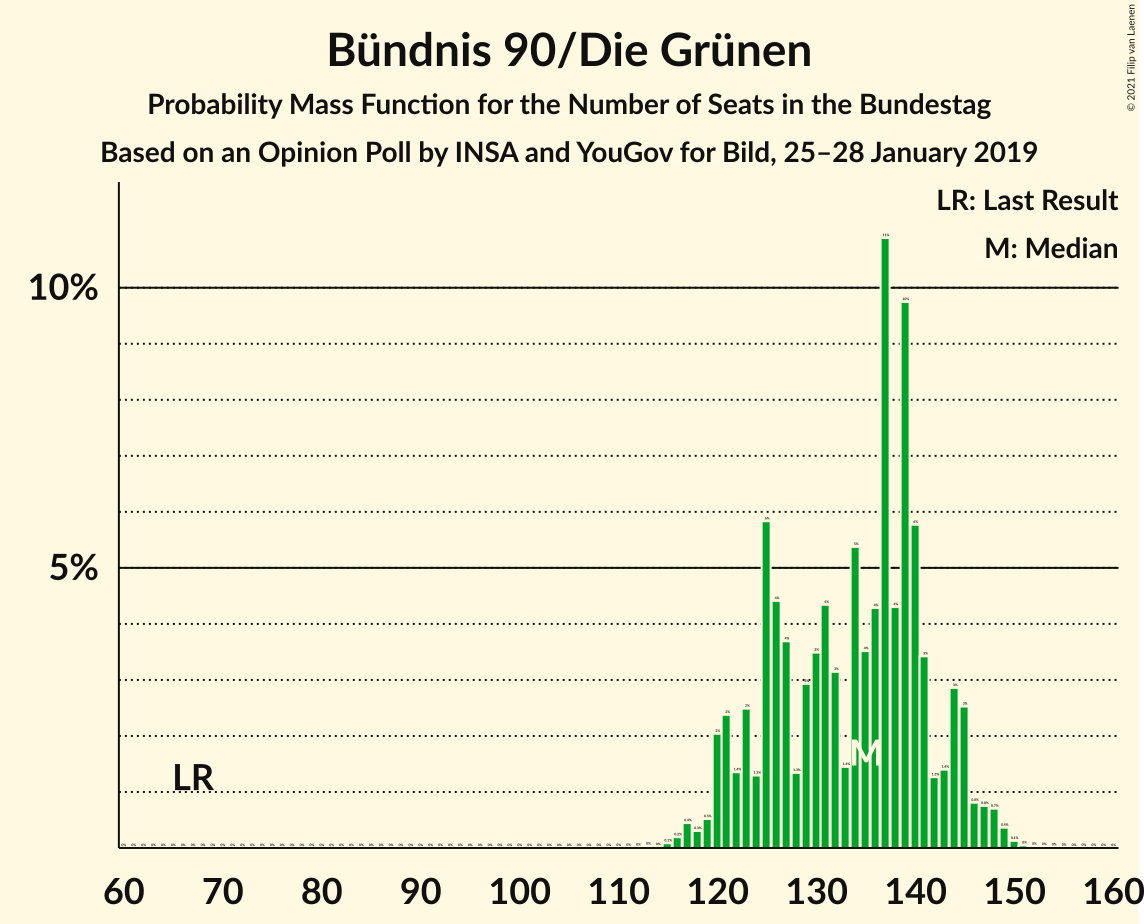 Bündnis 90/Die Grünen
Probability Mass Function for the Number of Seats in the Bundestag
Based on an Opinion Poll by INSA and YouGov for Bild, 25–28 January 2019
© 2021 Filip van Laenen
LR: Last Result
M: Median
10%
5%
LR
M
60 70 80 90 100 110 120 130 140 150 160